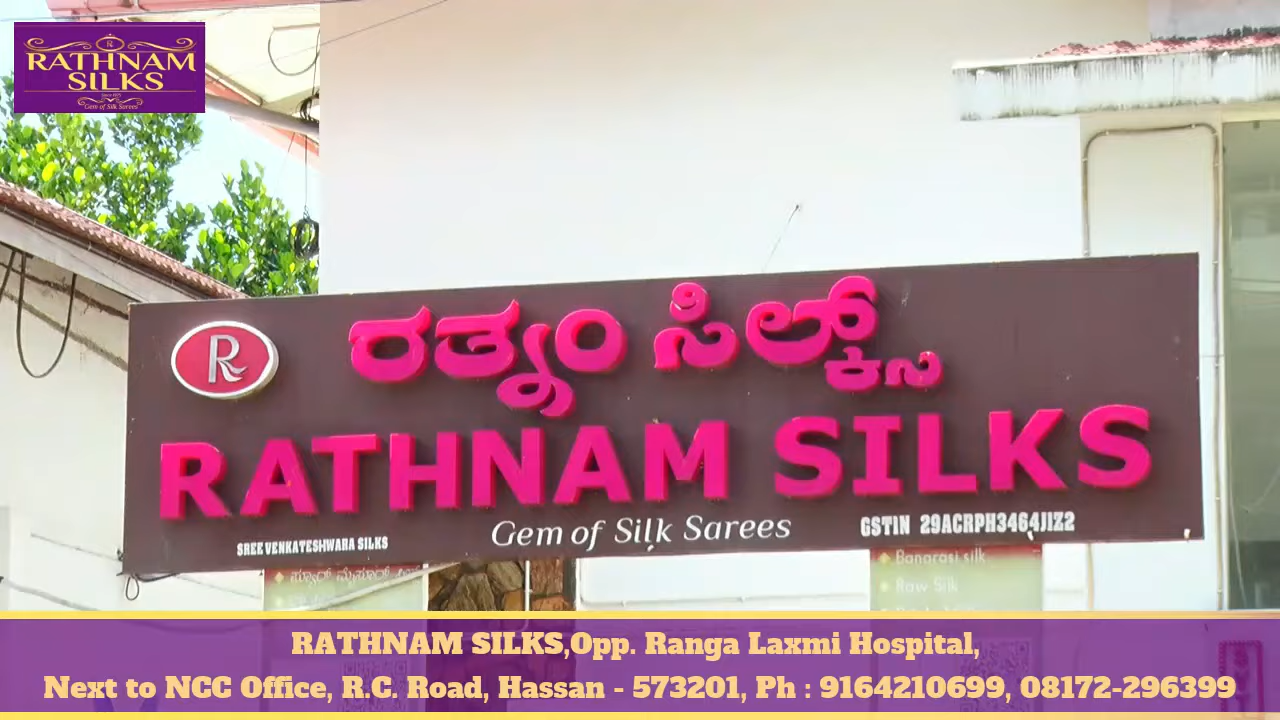 RATHNAM
SILKS
Since 1975
Gem of Silk Sarees
R
ರತ್ನಂ ಸಿಲ್ಕ್ಸ್
RATHNAM SILKS
Gem of Silk Sarees
GSTIN 29ACRPH3464J1Z2
SREE VENKATESHWARA SILKS
Banarasi silk
Raw Silk
RATHNAM SILKS,Opp. Ranga Laxmi Hospital,
Next to NCC Office, R.C. Road, Hassan - 573201, Ph : 9164210699, 08172-296399